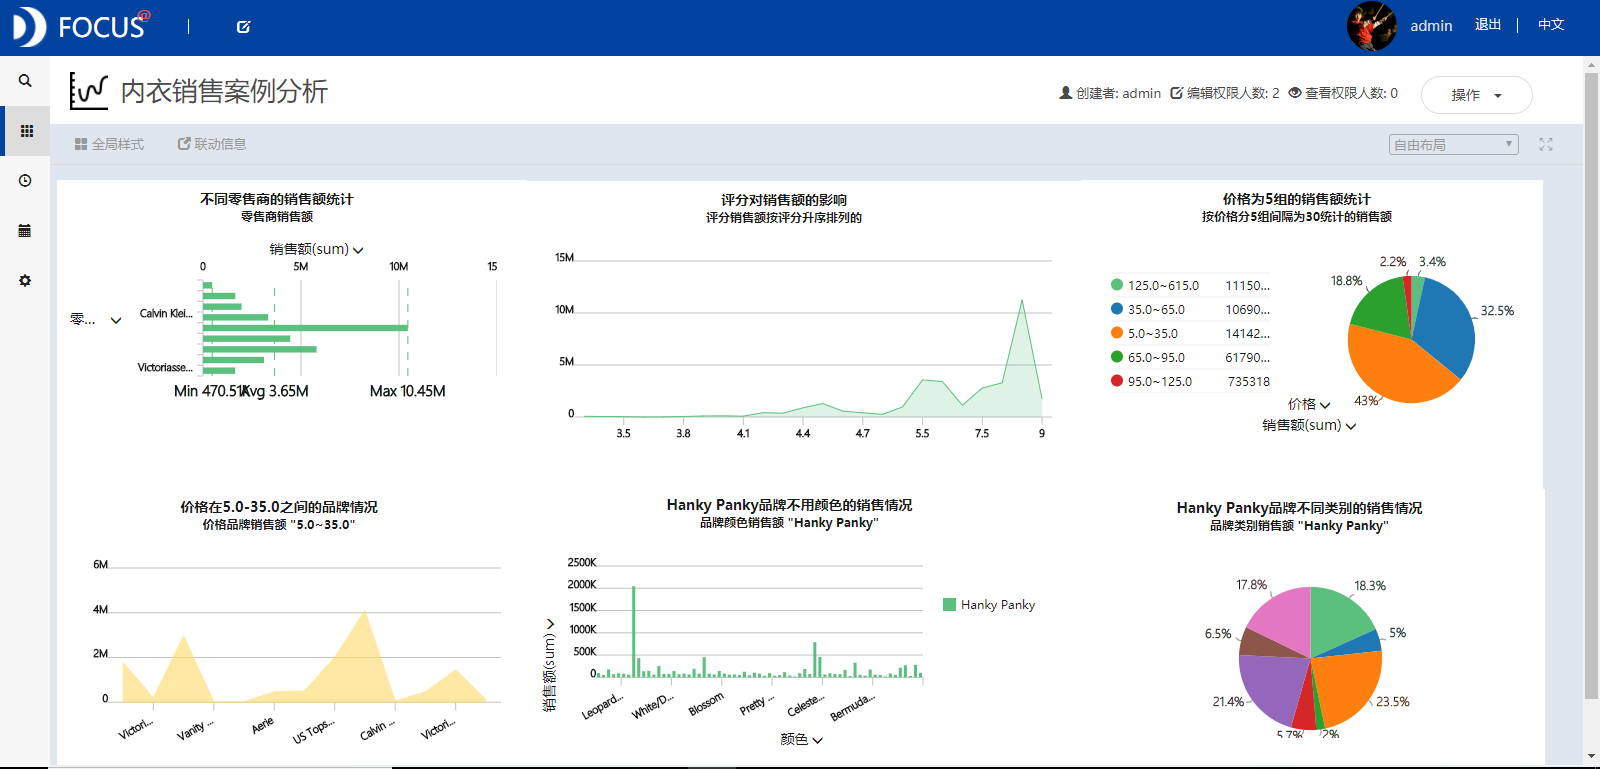 FOCUS@
admin 退出 中文
内衣销售案例分析
创建者: admin 编辑权限人数: 2 查看权限人数: 0 操作
全局样式 联动信息 自由布局
不同零售商的销售额统计
零售商销售额
销售额(sum)
0 5M 10M 15
零...
Calvin Klei...
Victoriasse...
Min 470.51K Avg 3.65M Max 10.45M
评分对销售额的影响
评分销售额按评分升序排列的
15M
10M
5M
0
3.5 3.8 4.1 4.4 4.7 5.5 7.5 9
价格为5组的销售额统计
按价格分5组间隔为30统计的销售额
125.0~615.0 11150...
35.0~65.0 10690...
5.0~35.0 14142...
65.0~95.0 61790...
95.0~125.0 735318
2.2% 3.4%
18.8%
32.5%
43%
价格
销售额(sum)
价格在5.0-35.0之间的品牌情况
价格品牌销售额 "5.0~35.0"
6M
4M
2M
0
Victori... Vanity ... Aerie US Tops... Calvin ... Victori...
Hanky Panky品牌不用颜色的销售情况
品牌颜色销售额 "Hanky Panky"
2500K
2000K
1500K
1000K
500K
0
销售额(sum)
Leopard... White/D... Blossom Pretty ... Celeste... Bermuda...
颜色
Hanky Panky
Hanky Panky品牌不同类别的销售情况
品牌类别销售额 "Hanky Panky"
17.8% 18.3%
6.5% 5%
21.4% 23.5%
5.7% 2%